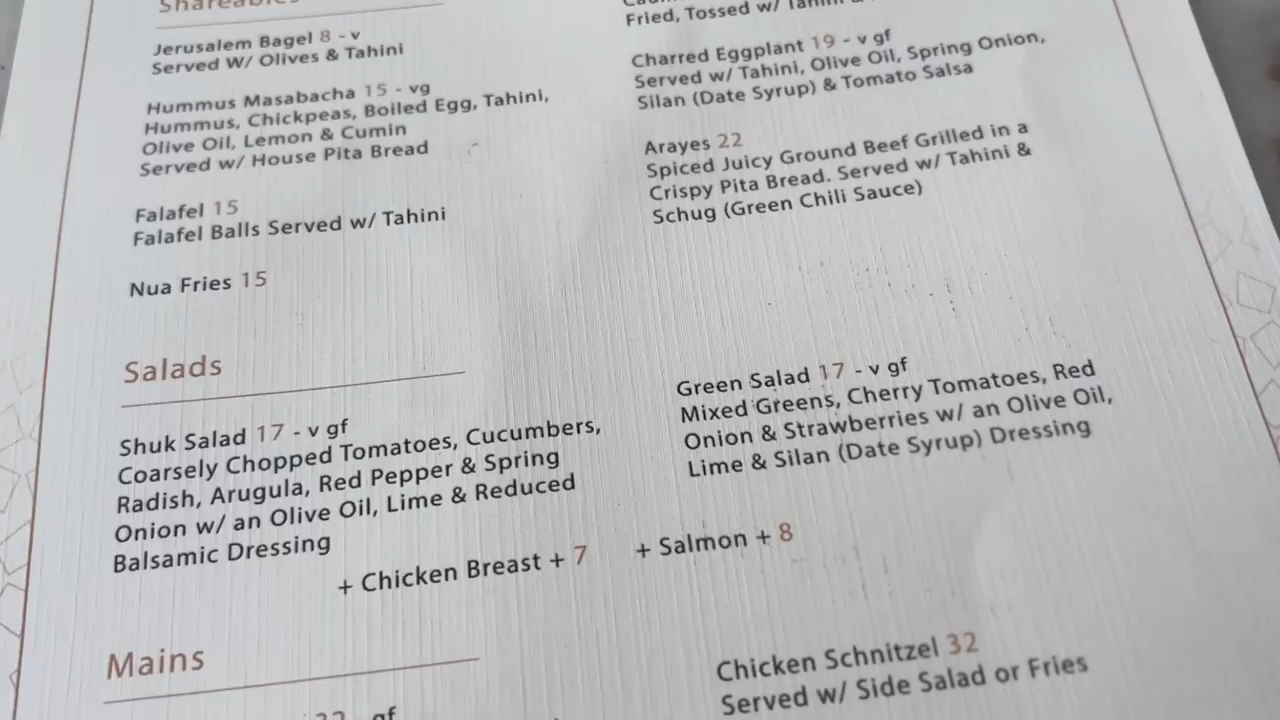 Shareables
Jerusalem Bagel 8 - v
Served W/ Olives & Tahini
Hummus Masabacha 15 - vg
Hummus, Chickpeas, Boiled Egg, Tahini,
Olive Oil, Lemon & Cumin
Served w/ House Pita Bread
Falafel 15
Falafel Balls Served w/ Tahini
Nua Fries 15
Fried, Tossed w/ Tahini &
Charred Eggplant 19 - v gf
Served w/ Tahini, Olive Oil, Spring Onion,
Silan (Date Syrup) & Tomato Salsa
Arayes 22
Spiced Juicy Ground Beef Grilled in a
Crispy Pita Bread. Served w/ Tahini &
Schug (Green Chili Sauce)
Salads
Shuk Salad 17 - v gf
Coarsely Chopped Tomatoes, Cucumbers,
Radish, Arugula, Red Pepper & Spring
Onion w/ an Olive Oil, Lime & Reduced
Balsamic Dressing
Green Salad 17 - v gf
Mixed Greens, Cherry Tomatoes, Red
Onion & Strawberries w/ an Olive Oil,
Lime & Silan (Date Syrup) Dressing
+ Chicken Breast + 7
+ Salmon + 8
Mains
gf
Chicken Schnitzel 32
Served w/ Side Salad or Fries